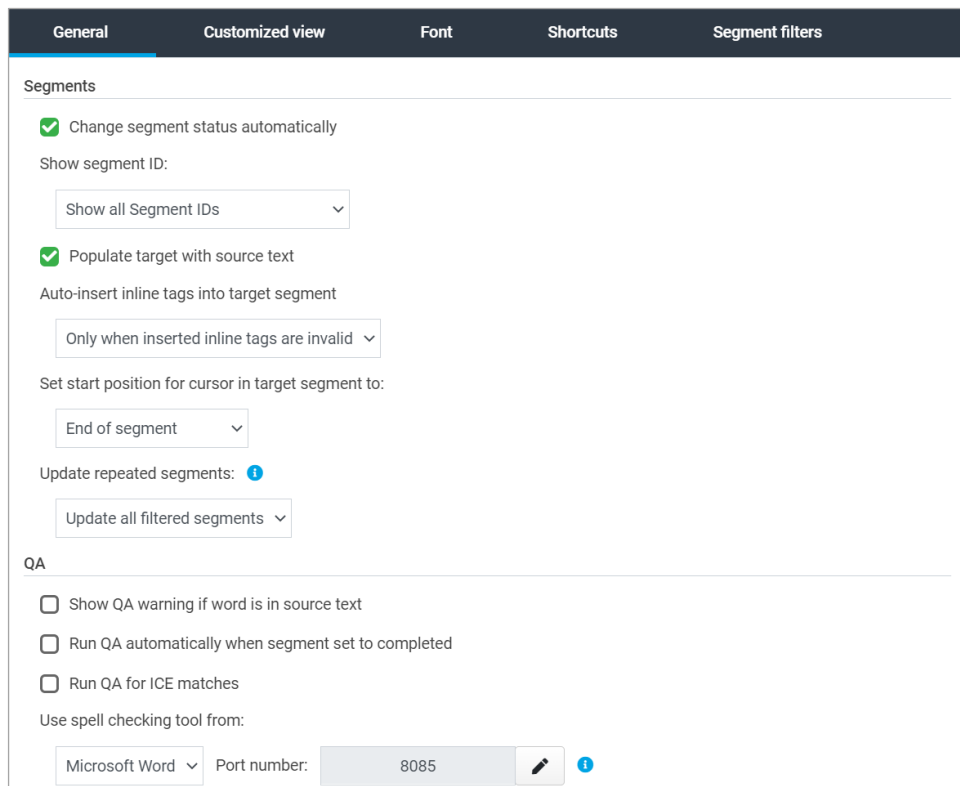 General Customized view Font Shortcuts Segment filters
Segments
Change segment status automatically
Show segment ID:
Show all Segment IDs
Populate target with source text
Auto-insert inline tags into target segment
Only when inserted inline tags are invalid
Set start position for cursor in target segment to:
End of segment
Update repeated segments:
Update all filtered segments
QA
Show QA warning if word is in source text
Run QA automatically when segment set to completed
Run QA for ICE matches
Use spell checking tool from:
Microsoft Word Port number: 8085